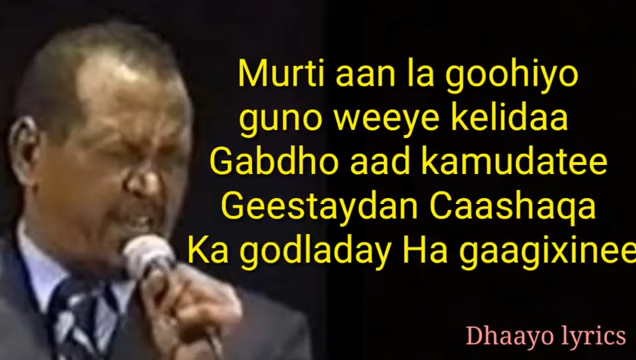 Murti aan la goohiyo
guno weeye kelidaa
Gabdho aad kamudatee
Geestaydan Caashaqa
Ka godladay Ha gaagixinee
Dhaayo lyrics